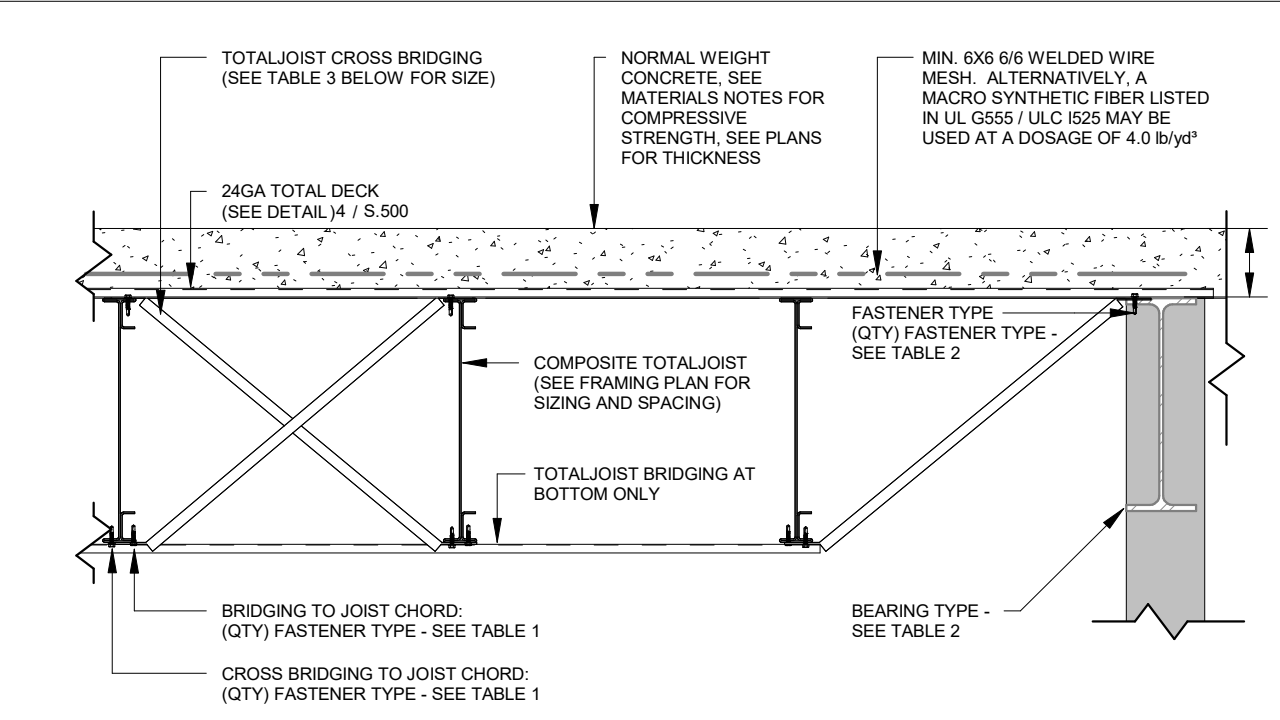 TOTALJOIST CROSS BRIDGING
(SEE TABLE 3 BELOW FOR SIZE)
NORMAL WEIGHT
CONCRETE, SEE
MATERIALS NOTES FOR
COMPRESSIVE
STRENGTH, SEE PLANS
FOR THICKNESS
MIN. 6X6 6/6 WELDED WIRE
MESH. ALTERNATIVELY, A
MACRO SYNTHETIC FIBER LISTED
IN UL G555 / ULC I525 MAY BE
USED AT A DOSAGE OF 4.0 lb/yd³
24GA TOTAL DECK
(SEE DETAIL )4 / S.500
FASTENER TYPE
(QTY) FASTENER TYPE -
SEE TABLE 2
COMPOSITE TOTALJOIST
(SEE FRAMING PLAN FOR
SIZING AND SPACING)
TOTALJOIST BRIDGING AT
BOTTOM ONLY
BRIDGING TO JOIST CHORD:
(QTY) FASTENER TYPE - SEE TABLE 1
BEARING TYPE -
SEE TABLE 2
CROSS BRIDGING TO JOIST CHORD:
(QTY) FASTENER TYPE - SEE TABLE 1